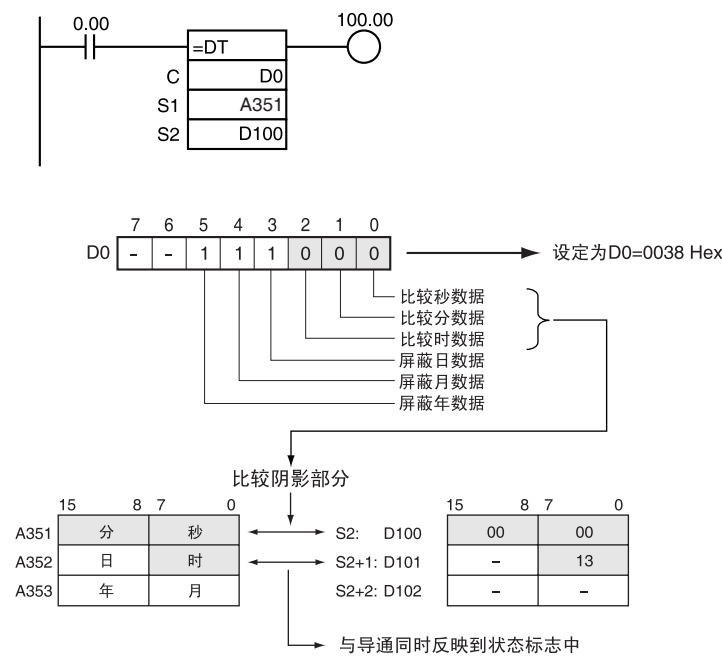 0.00
100.00
=DT
C D0
S1 A351
S2 D100
7 6 5 4 3 2 1 0
D0 - - 1 1 1 0 0 0
设定为D0=0038 Hex
比较秒数据
比较分数据
比较时数据
屏蔽日数据
屏蔽月数据
屏蔽年数据
比较阴影部分
15 8 7 0
15 8 7 0
A351 分 秒
S2: D100 00 00
A352 日 时
S2+1: D101 - 13
A353 年 月
S2+2: D102 - -
与导通同时反映到状态标志中